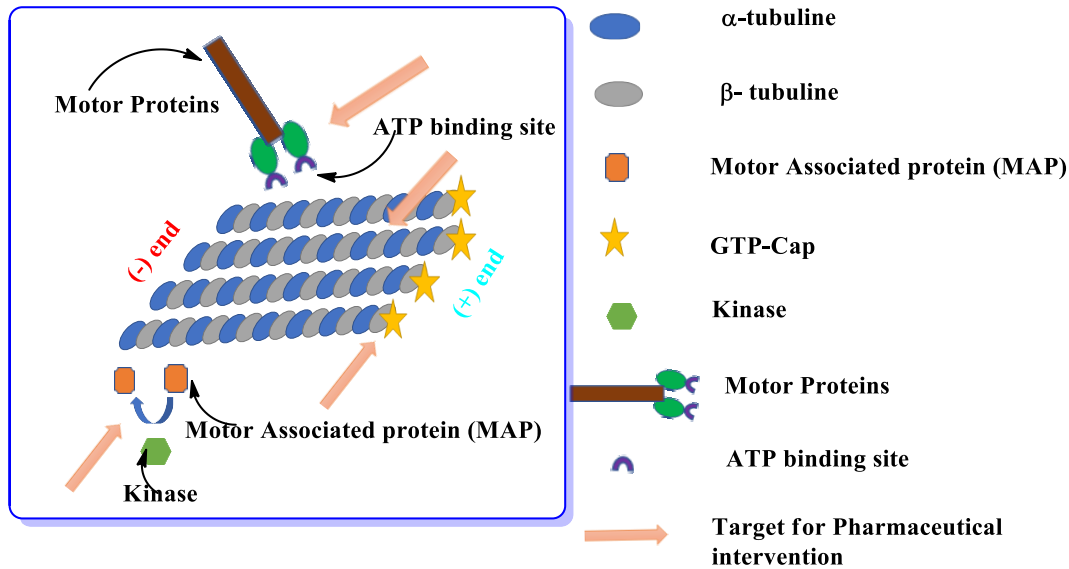 Motor Proteins
ATP binding site
(-) end
(+) end
Motor Associated protein (MAP)
Kinase
α-tubuline
β- tubuline
Motor Associated protein (MAP)
GTP-Cap
Kinase
Motor Proteins
ATP binding site
Target for Pharmaceutical
intervention